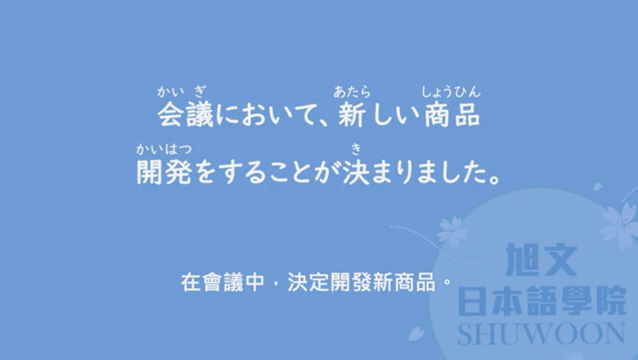 かいぎ あたら しょうひん
会議において、新しい商品
かいはつ き
開発をすることが決まりました。
在會議中，決定開發新商品。
旭文
日本語學院
SHUWOON